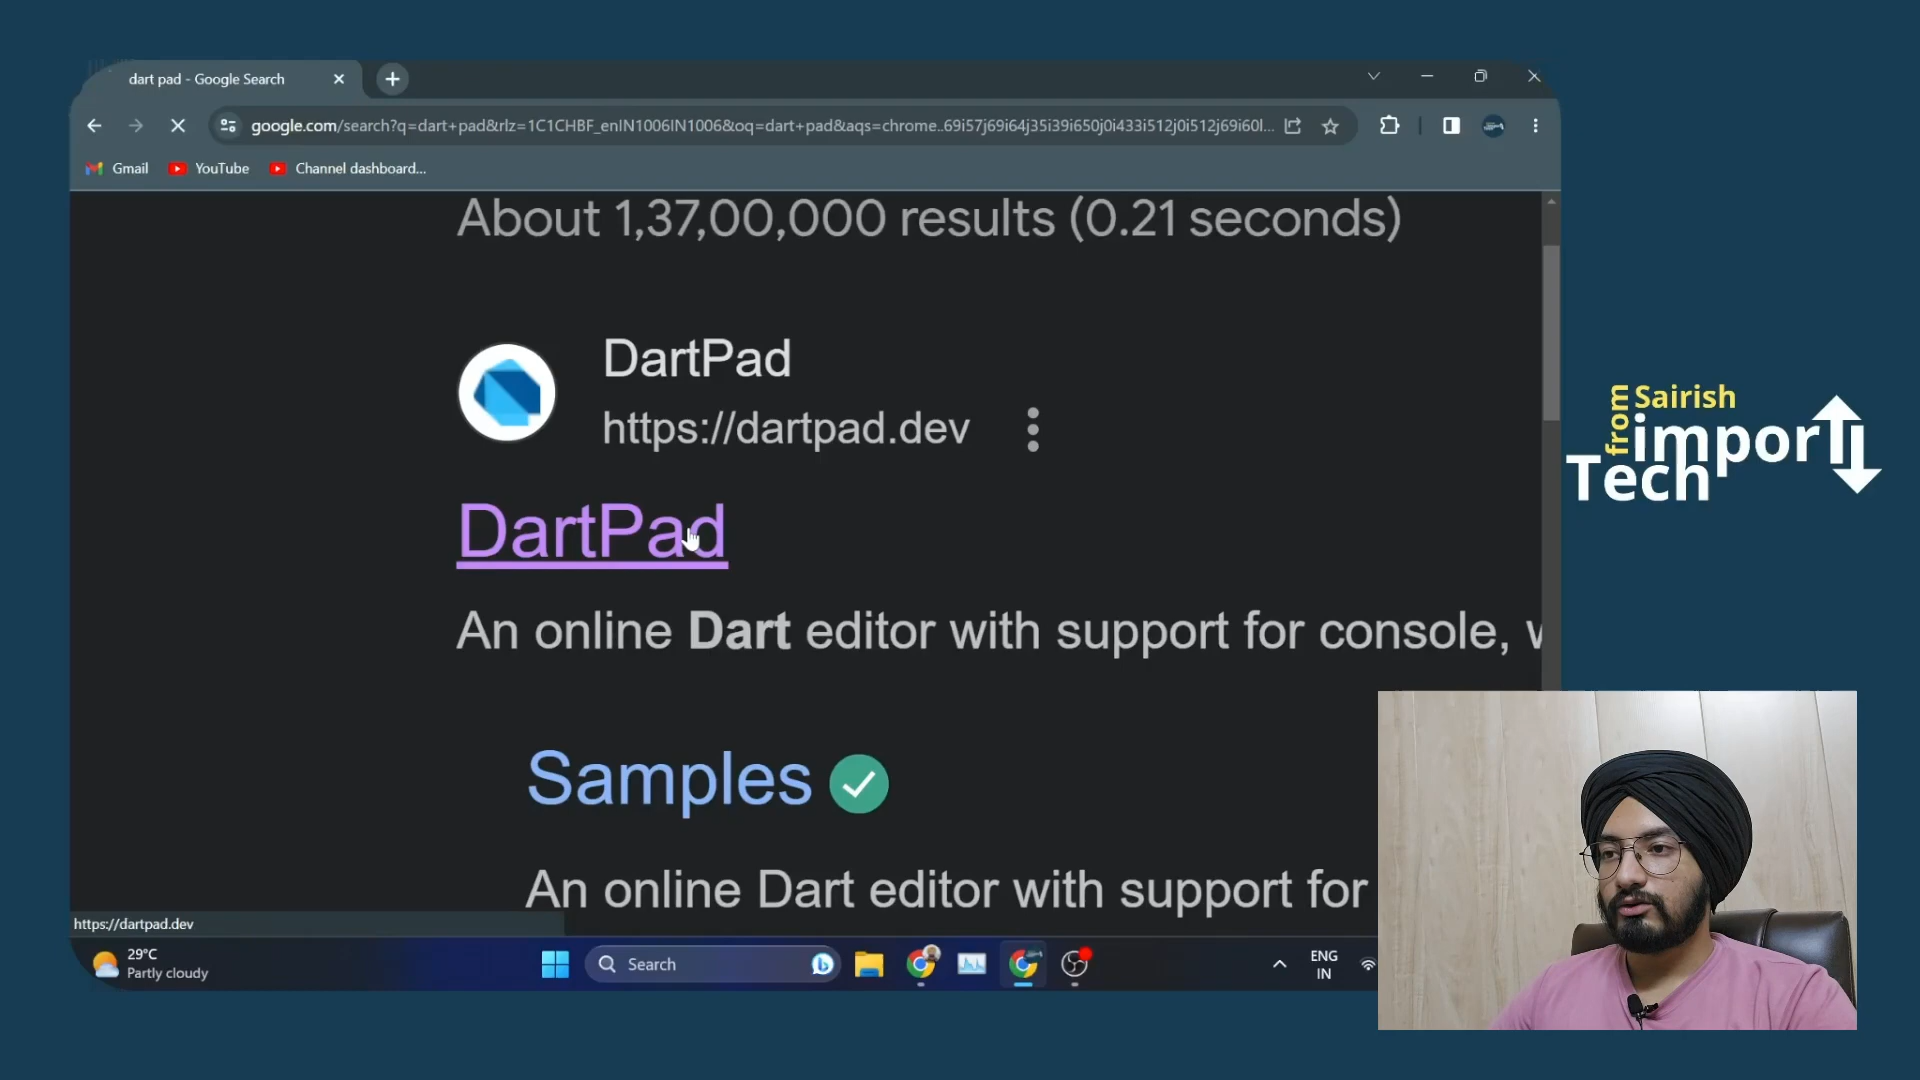 dart pad - Google Search
google.com/search?q=dart+pad&rlz=1C1CHBF_enIN1006IN1006&oq=dart+pad&aqs=chrome..69i57j69i64j35i39i650j0i433i512j0i512j69i60l...
Gmail YouTube Channel dashboard...
About 1,37,00,000 results (0.21 seconds)
DartPad
https://dartpad.dev
DartPad
An online Dart editor with support for console, w
Samples
An online Dart editor with support for
https://dartpad.dev
29°C
Partly cloudy
Search
ENG
IN
from Sairish
import
Tech